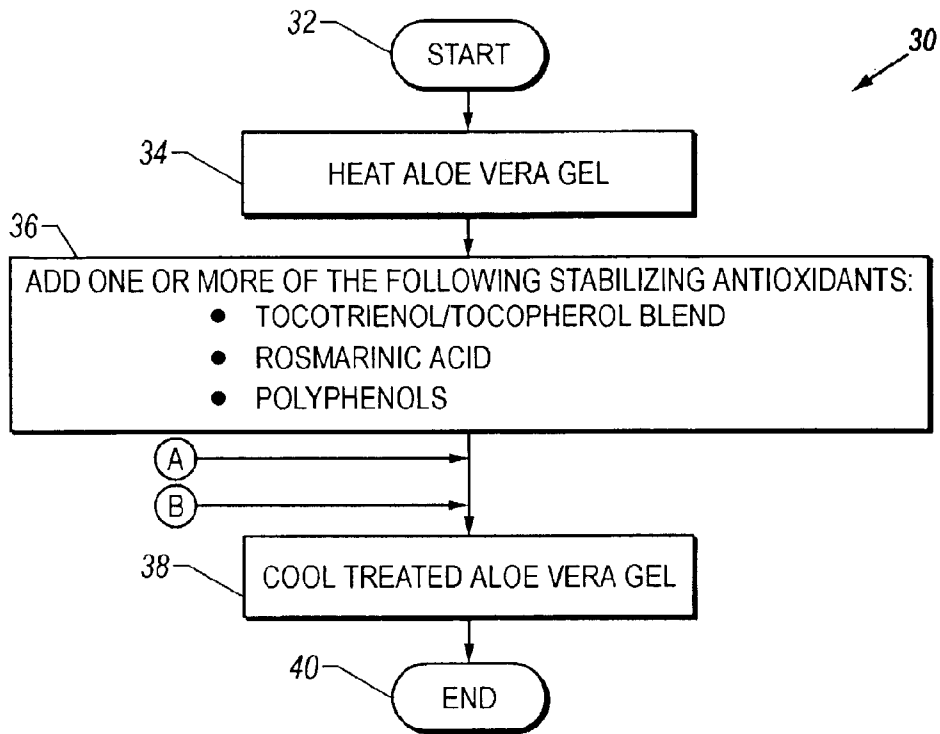 32
START
30
34
HEAT ALOE VERA GEL
36
ADD ONE OR MORE OF THE FOLLOWING STABILIZING ANTIOXIDANTS:
• TOCOTRIENOL/TOCOPHEROL BLEND
• ROSMARINIC ACID
• POLYPHENOLS
A
B
38
COOL TREATED ALOE VERA GEL
40
END